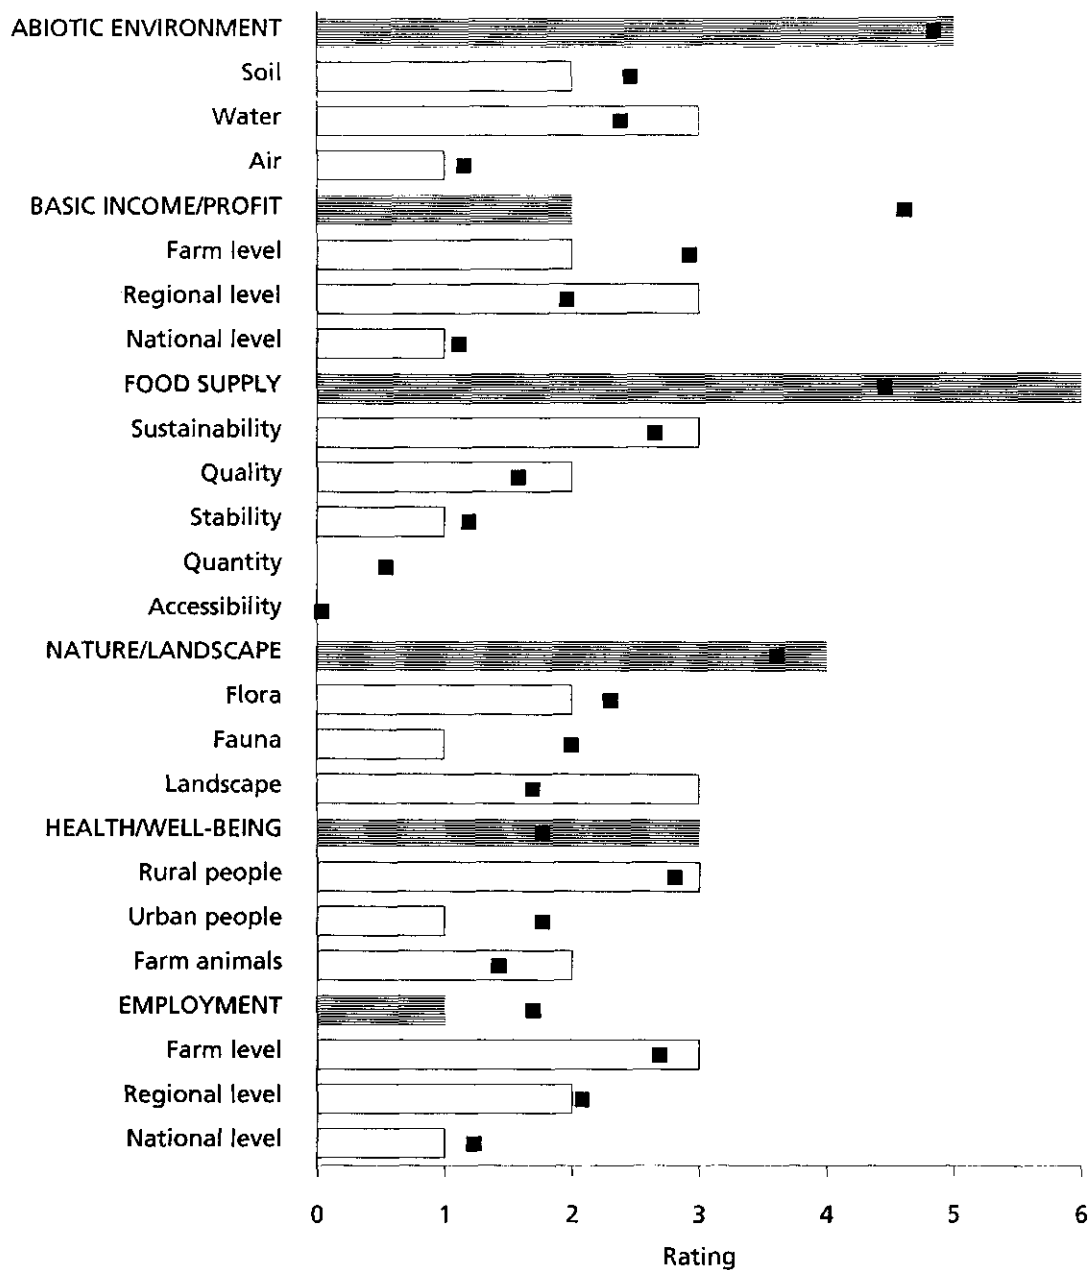 ABIOTIC ENVIRONMENT
Soil
Water
Air
BASIC INCOME/PROFIT
Farm level
Regional level
National level
FOOD SUPPLY
Sustainability
Quality
Stability
Quantity
Accessibility
NATURE/LANDSCAPE
Flora
Fauna
Landscape
HEALTH/WELL-BEING
Rural people
Urban people
Farm animals
EMPLOYMENT
Farm level
Regional level
National level
0 1 2 3 4 5 6
Rating